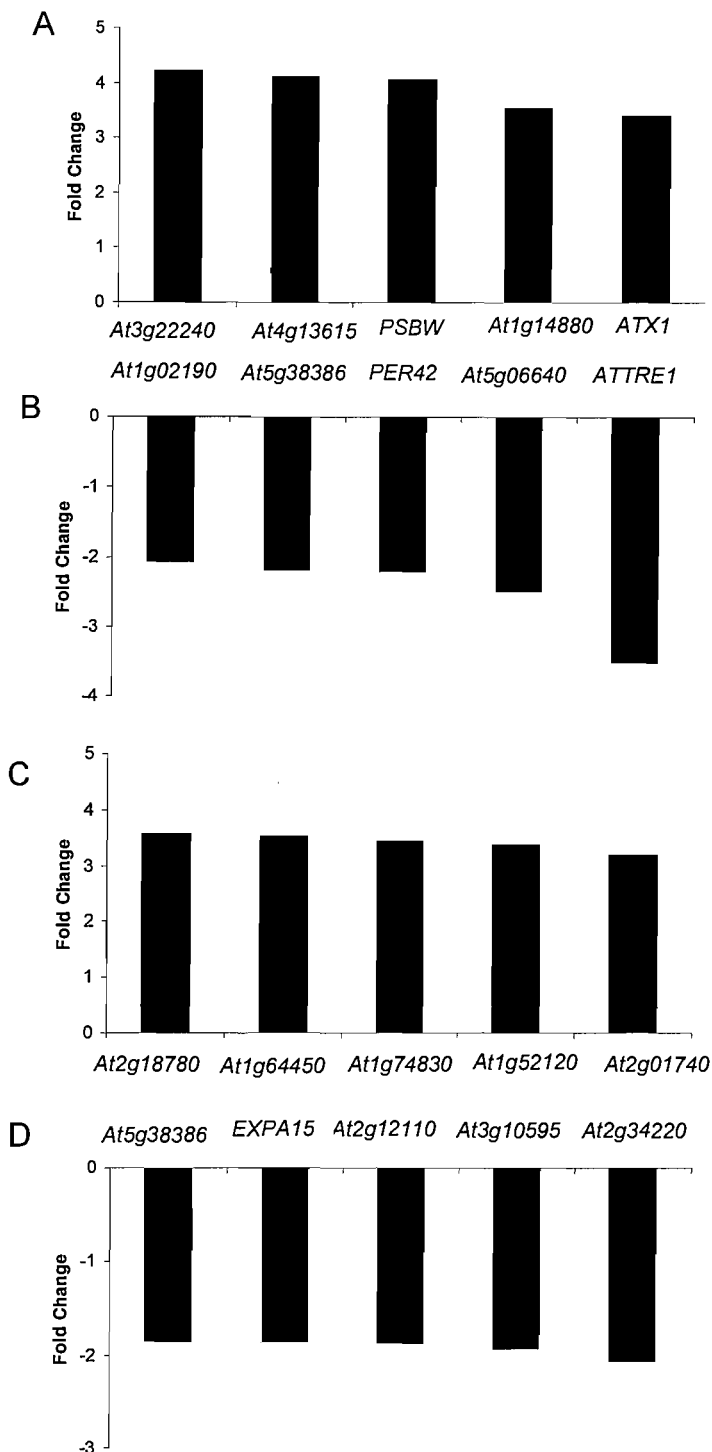 A
5
4
3
2
1
0
Fold Change
At3g22240 At4g13615 PSBW At1g14880 ATX1
At1g02190 At5g38386 PER42 At5g06640 ATTRE1
B
0
-1
-2
-3
-4
Fold Change
C
5
4
3
2
1
0
Fold Change
At2g18780 At1g64450 At1g74830 At1g52120 At2g01740
D
At5g38386 EXPA15 At2g12110 At3g10595 At2g34220
0
-1
-2
-3
Fold Change